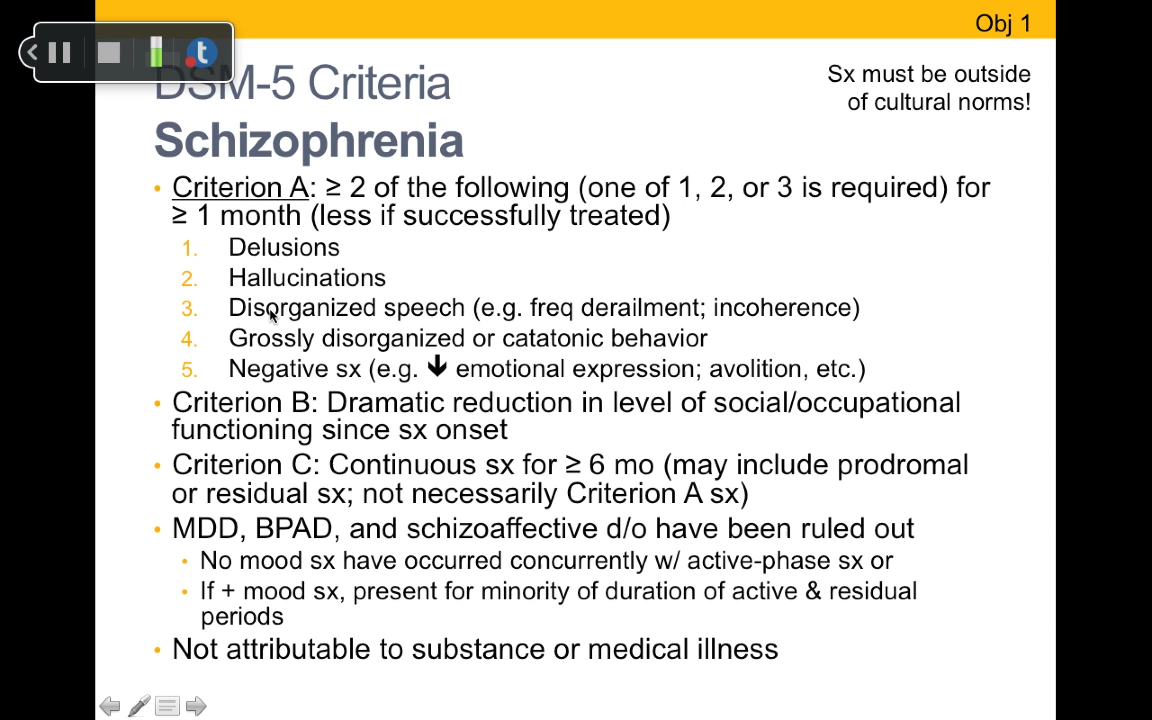 Obj 1
Sx must be outside
of cultural norms!
DSM-5 Criteria
Schizophrenia
• Criterion A: ≥ 2 of the following (one of 1, 2, or 3 is required) for
≥ 1 month (less if successfully treated)
1. Delusions
2. Hallucinations
3. Disorganized speech (e.g. freq derailment; incoherence)
4. Grossly disorganized or catatonic behavior
5. Negative sx (e.g. 🡻 emotional expression; avolition, etc.)
• Criterion B: Dramatic reduction in level of social/occupational
functioning since sx onset
• Criterion C: Continuous sx for ≥ 6 mo (may include prodromal
or residual sx; not necessarily Criterion A sx)
• MDD, BPAD, and schizoaffective d/o have been ruled out
• No mood sx have occurred concurrently w/ active-phase sx or
• If + mood sx, present for minority of duration of active & residual
periods
• Not attributable to substance or medical illness